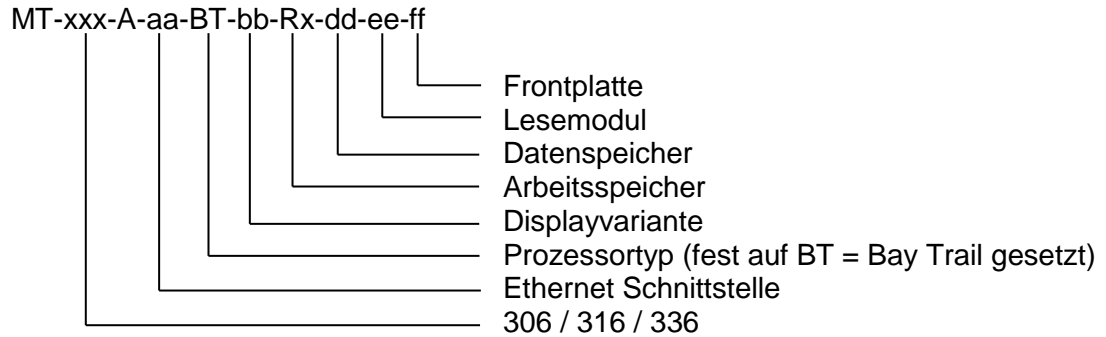 MT-xxx-A-aa-BT-bb-Rx-dd-ee-ff
Frontplatte
Lesemodul
Datenspeicher
Arbeitsspeicher
Displayvariante
Prozessortyp (fest auf BT = Bay Trail gesetzt)
Ethernet Schnittstelle
306 / 316 / 336